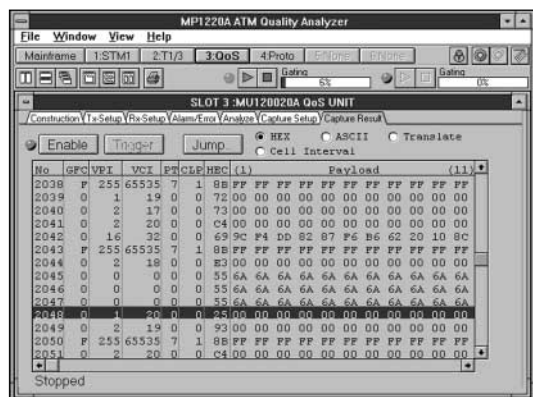 MP1220A ATM Quality Analyzer
File Window View Help
Mainframe 1:STM1 2:T1/3 3:QoS 4:Proto 5:None 6:None
Gating 6% Gating 0%
SLOT 3 :MU120020A QoS UNIT
Construction Tx-Setup Rx-Setup Alarm/Error Analyze Capture Setup Capture Result
Enable Trigger Jump... HEX ASCII Translate
Cell Interval
No GFC VPI VCI PT CLP HEC (1) Payload (11)
2038 F 255 65535 7 1 8B FF FF FF FF FF FF FF FF FF FF FF
2039 0 1 19 0 0 72 00 00 00 00 00 00 00 00 00 00 00
2040 0 2 17 0 0 73 00 00 00 00 00 00 00 00 00 00 00
2041 0 2 20 0 0 C4 00 00 00 00 00 00 00 00 00 00 00
2042 0 16 32 0 0 69 9C F4 DD 82 87 F6 B6 62 20 10 8C
2043 F 255 65535 7 1 8B FF FF FF FF FF FF FF FF FF FF FF
2044 0 2 18 0 0 E3 00 00 00 00 00 00 00 00 00 00 00
2045 0 0 0 0 0 55 6A 6A 6A 6A 6A 6A 6A 6A 6A 6A 6A
2046 0 0 0 0 0 55 6A 6A 6A 6A 6A 6A 6A 6A 6A 6A 6A
2047 0 0 0 0 0 55 6A 6A 6A 6A 6A 6A 6A 6A 6A 6A 6A
2048 0 1 20 0 0 25 00 00 00 00 00 00 00 00 00 00 00
2049 0 2 19 0 0 93 00 00 00 00 00 00 00 00 00 00 00
2050 F 255 65535 7 1 8B FF FF FF FF FF FF FF FF FF FF FF
2051 0 2 20 0 0 C4 00 00 00 00 00 00 00 00 00 00 00
Stopped